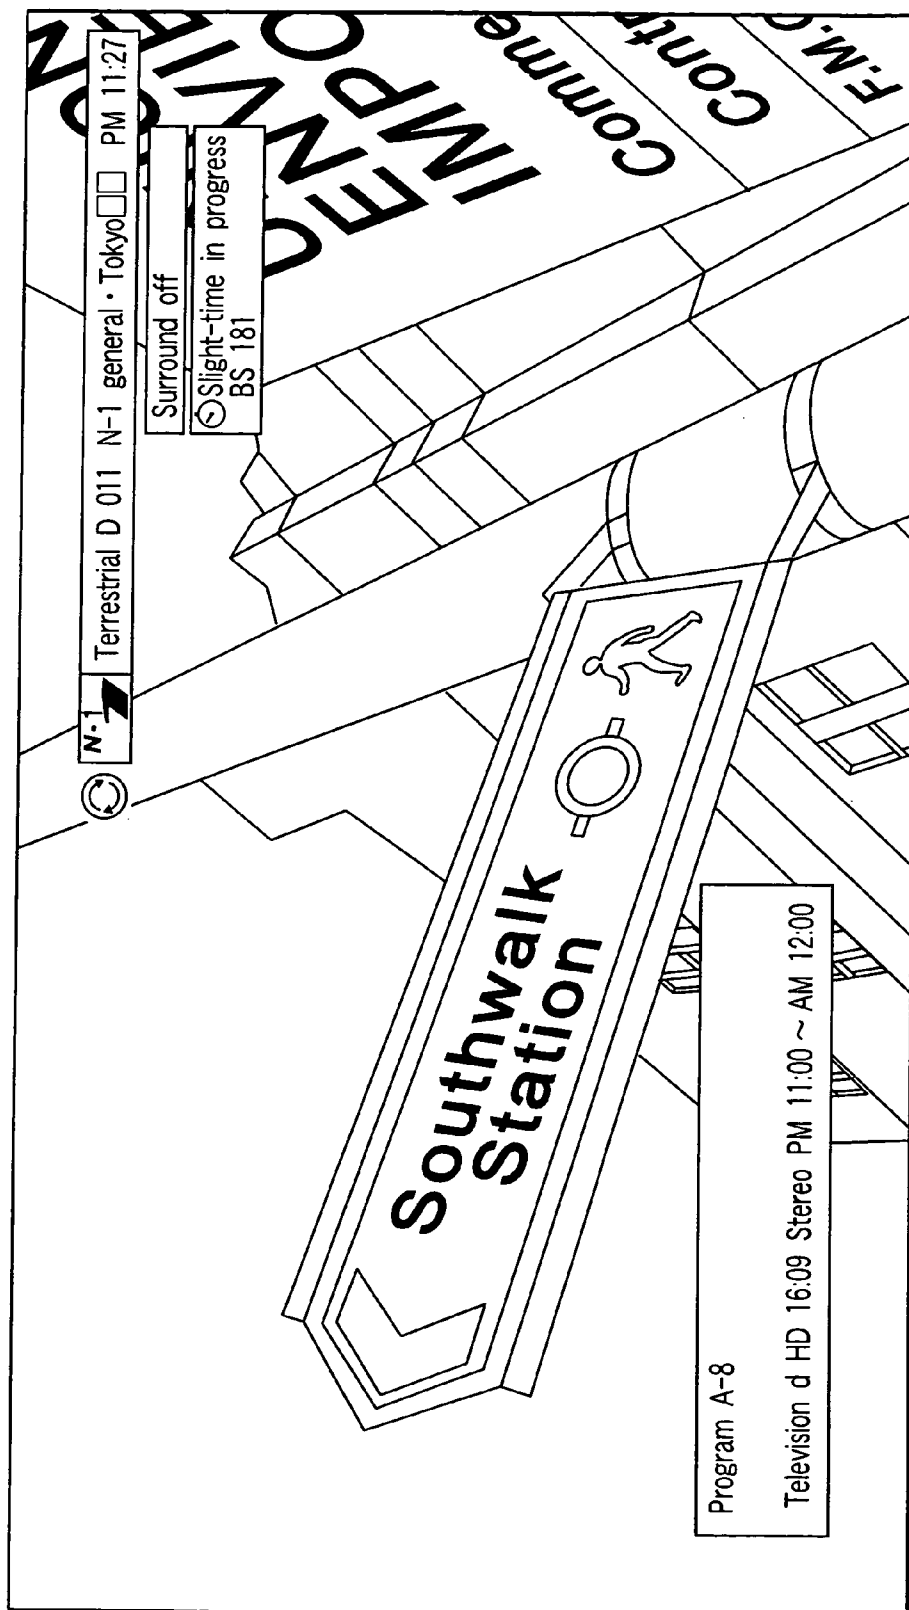 N·1 Terrestrial D 011 N-1 general・Tokyo□□ PM 11:27
Surround off
Slight-time in progress
BS 181
ENV
IMPO
Comme
Cont
F.M.
Southwalk
Station
Program A-8
Television d HD 16:09 Stereo PM 11:00 ~ AM 12:00